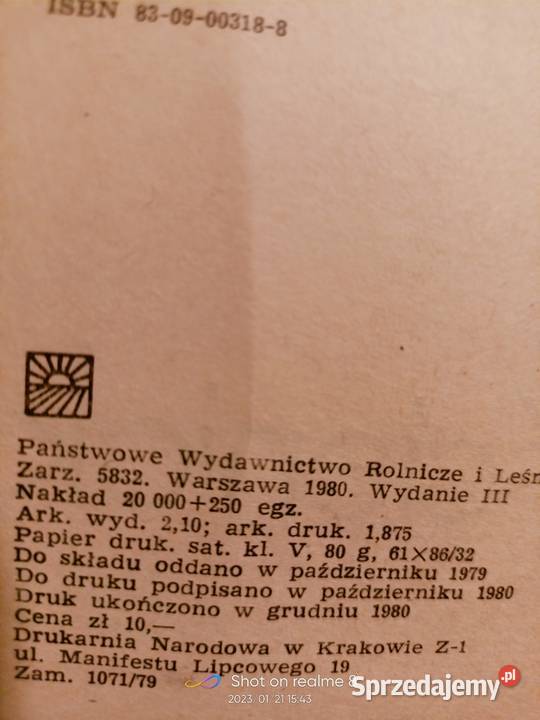 ISBN 83-09-00318-8
Państwowe Wydawnictwo Rolnicze i Leśn
Zarz. 5832. Warszawa 1980. Wydanie III
Nakład 20 000+250 egz.
Ark. wyd. 2,10; ark. druk. 1,875
Papier druk. sat. kl. V, 80 g, 61×86/32
Do składu oddano w październiku 1979
Do druku podpisano w październiku 1980
Druk ukończono w grudniu 1980
Cena zł 10,—
Drukarnia Narodowa w Krakowie Z-1
ul. Manifestu Lipcowego 19
Zam. 1071/79
Shot on realme 8
2023. 01. 21 15:43
Sprzedajemy.pl